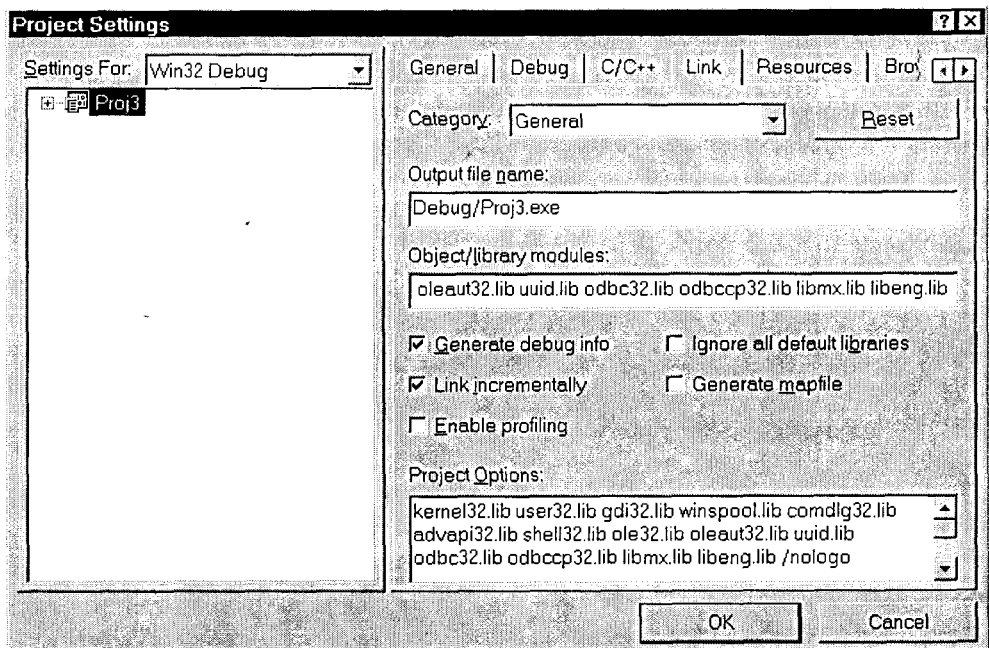 Project Settings
Settings For: Win32 Debug
Proj3
General Debug C/C++ Link Resources
Category: General Reset
Output file name:
Debug/Proj3.exe
Object/library modules:
oleaut32.lib uuid.lib odbc32.lib odbccp32.lib libmx.lib libeng.lib
Generate debug info Ignore all default libraries
Link incrementally Generate mapfile
Enable profiling
Project Options:
kernel32.lib user32.lib gdi32.lib winspool.lib comdlg32.lib
advapi32.lib shell32.lib ole32.lib oleaut32.lib uuid.lib
odbc32.lib odbccp32.lib libmx.lib libeng.lib /nologo
OK Cancel